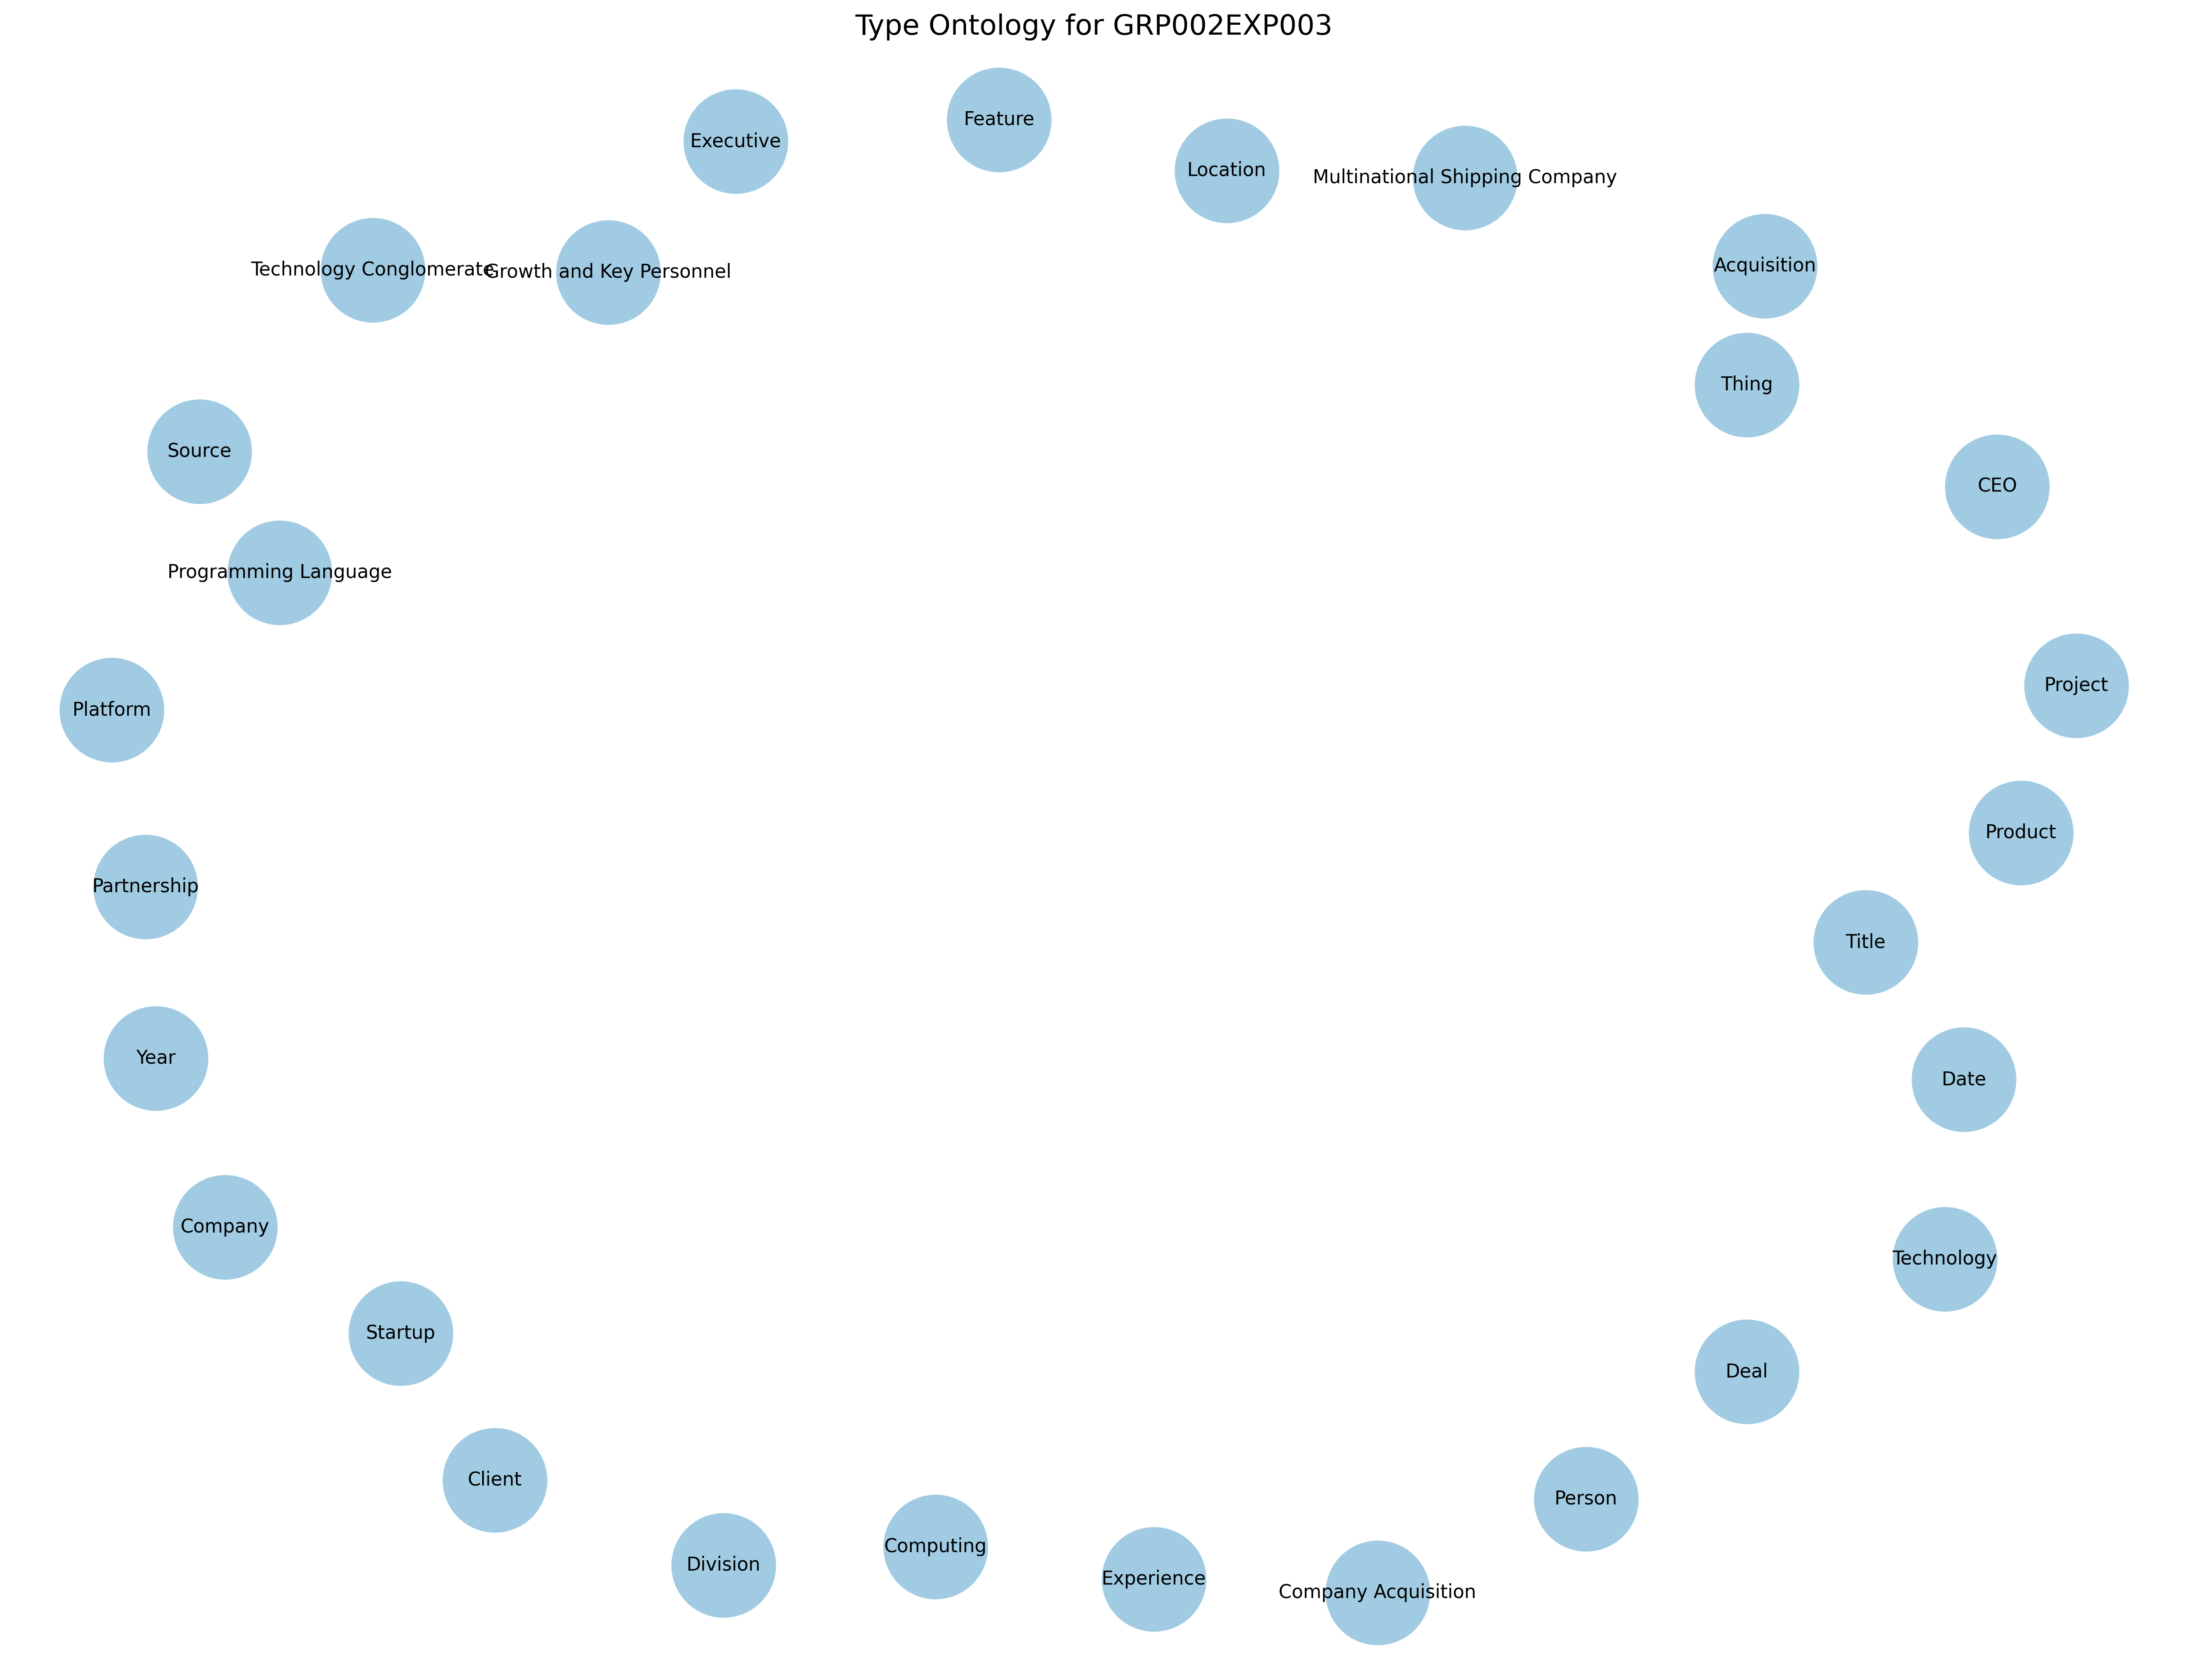 Type Ontology for GRP002EXP003
Feature
Executive
Location
Multinational Shipping Company
Acquisition
Technology Conglomerate
Growth and Key Personnel
Thing
Source
CEO
Programming Language
Project
Platform
Product
Partnership
Title
Year
Date
Company
Technology
Startup
Deal
Client
Person
Computing
Division
Experience
Company Acquisition